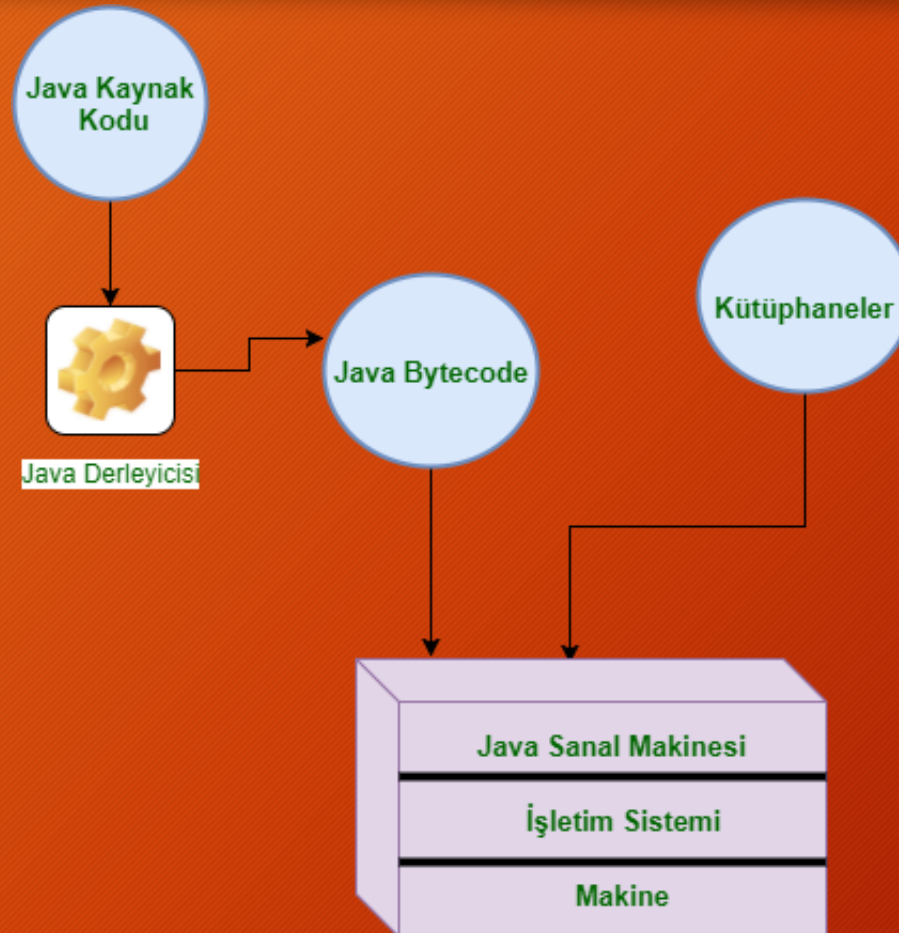 Java Kaynak
Kodu
Kütüphaneler
Java Bytecode
Java Derleyicisi
Java Sanal Makinesi
İşletim Sistemi
Makine